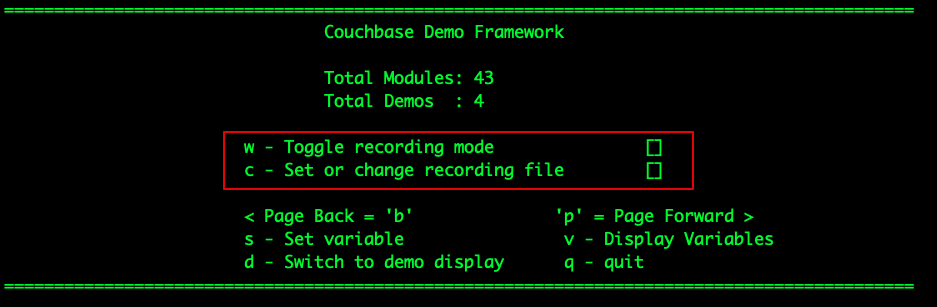 Couchbase Demo Framework
Total Modules: 43
Total Demos  : 4
w - Toggle recording mode []
c - Set or change recording file []
< Page Back = 'b' 'p' = Page Forward >
s - Set variable v - Display Variables
d - Switch to demo display q - quit